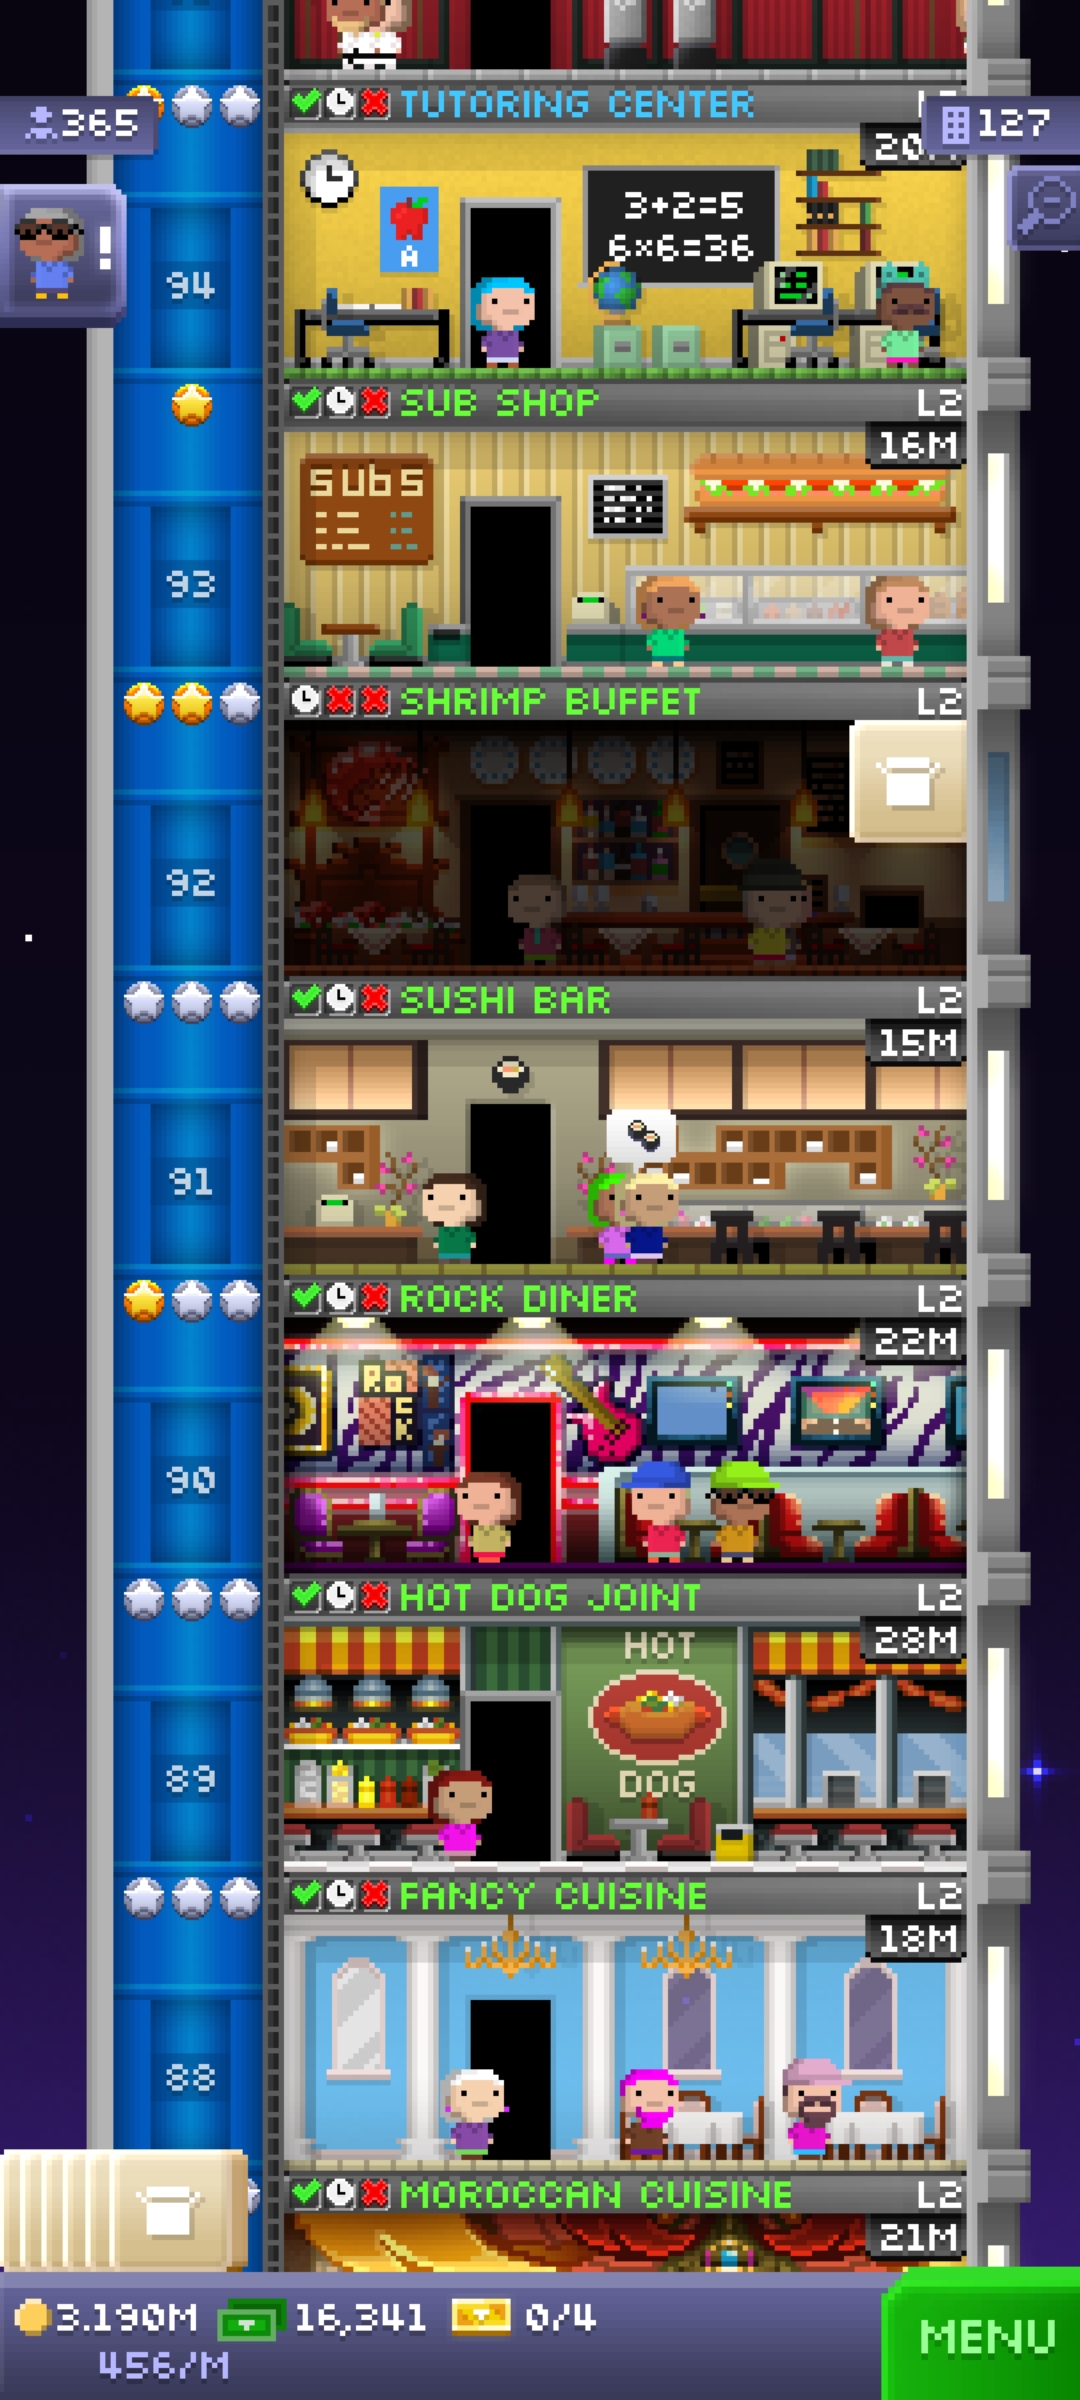 TUTORING CENTER
365
127
3+2=5
6x6=36
A
94
SUB SHOP L2
16M
subs
93
SHRIMP BUFFET L2
92
SUSHI BAR L2
15M
91
ROCK DINER L2
22M
RoCK
90
HOT DOG JOINT L2
28M
HOT
DOG
89
FANCY CUISINE L2
18M
88
MOROCCAN CUISINE L2
21M
3.190M 16,341 0/4
456/M
MENU